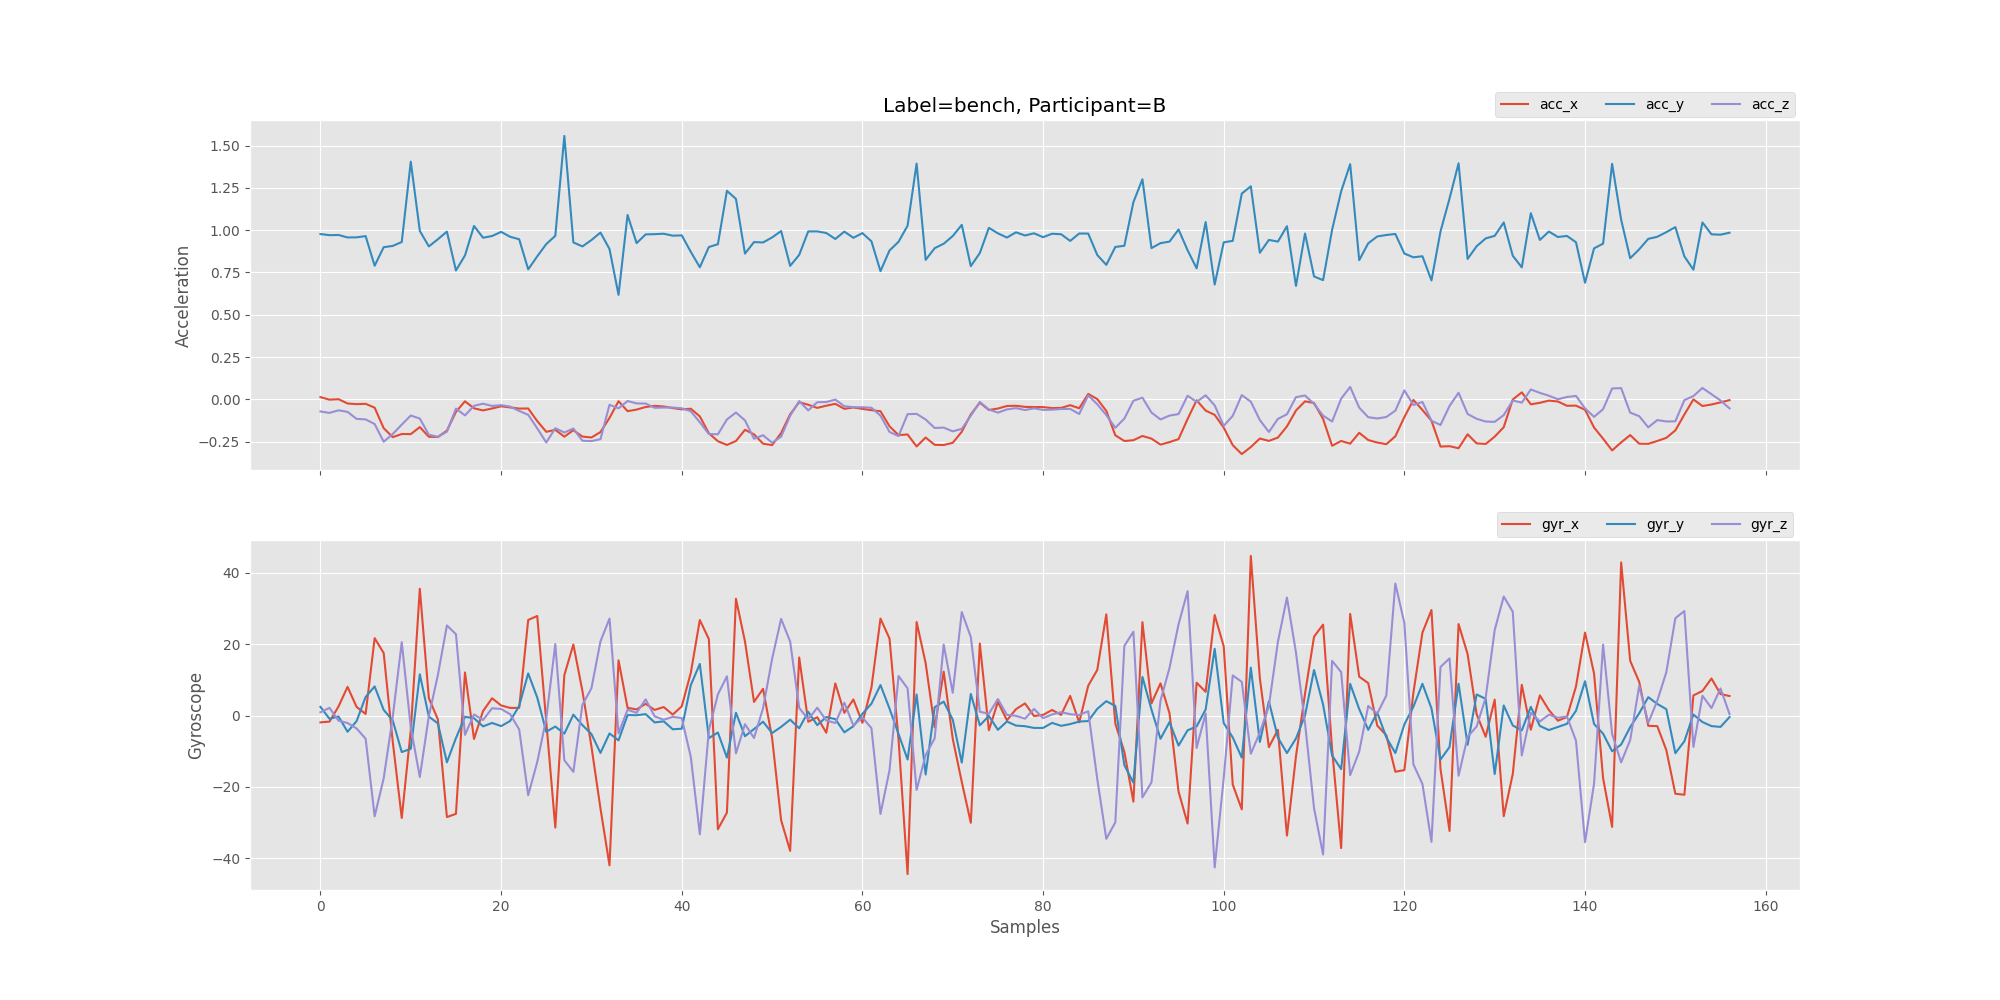 Label=bench, Participant=B
acc_x acc_y acc_z
1.50
1.25
1.00
0.75
0.50
0.25
0.00
−0.25
Acceleration
gyr_x gyr_y gyr_z
40
20
0
−20
−40
Gyroscope
0 20 40 60 80 100 120 140 160
Samples